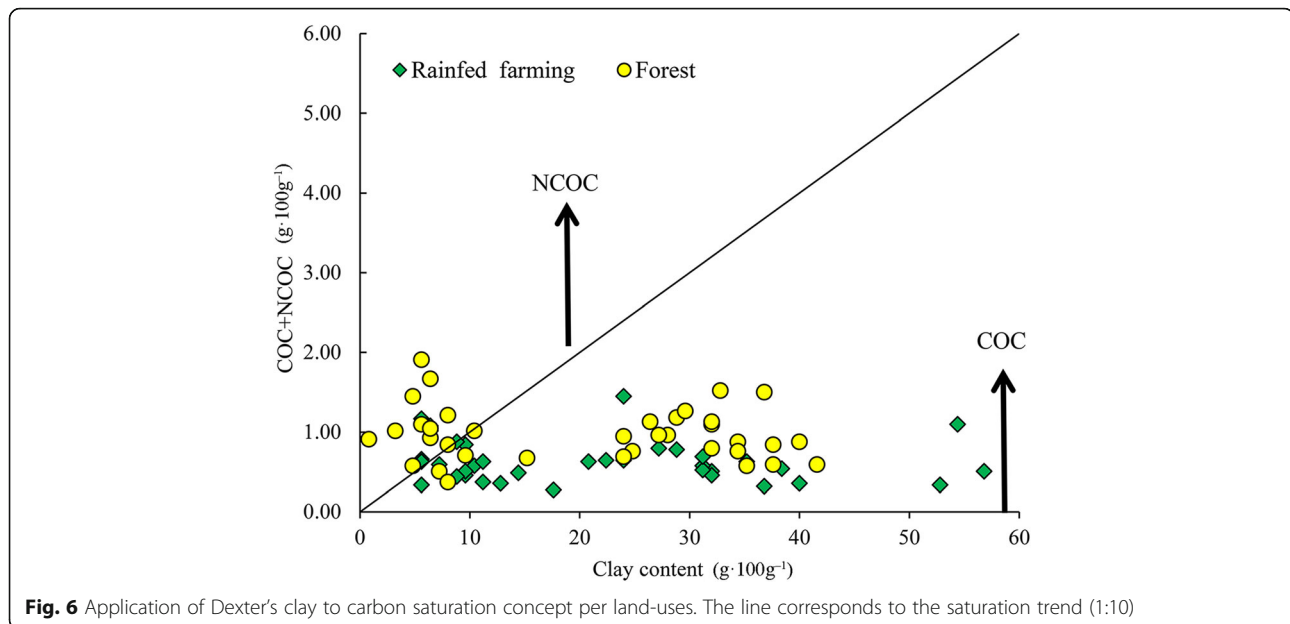 6.00
Rainfed farming Forest
5.00
NCOC
4.00
3.00
COC
2.00
1.00
0.00
COC+NCOC (g·100g⁻¹)
0 10 20 30 40 50 60
Clay content (g·100g⁻¹)
Fig. 6 Application of Dexter's clay to carbon saturation concept per land-uses. The line corresponds to the saturation trend (1:10)